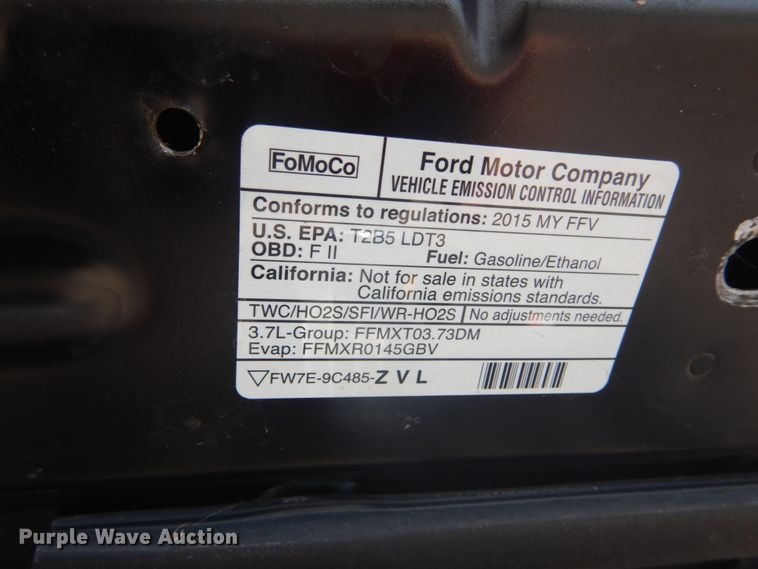 FoMoCo
Ford Motor Company
VEHICLE EMISSION CONTROL INFORMATION
Conforms to regulations: 2015 MY FFV
U.S. EPA: T2B5 LDT3
OBD: F II Fuel: Gasoline/Ethanol
California: Not for sale in states with
California emissions standards.
TWC/HO2S/SFI/WR-HO2S No adjustments needed.
3.7L-Group: FFMXT03.73DM
Evap: FFMXR0145GBV
FW7E-9C485-Z V L
Purple Wave Auction